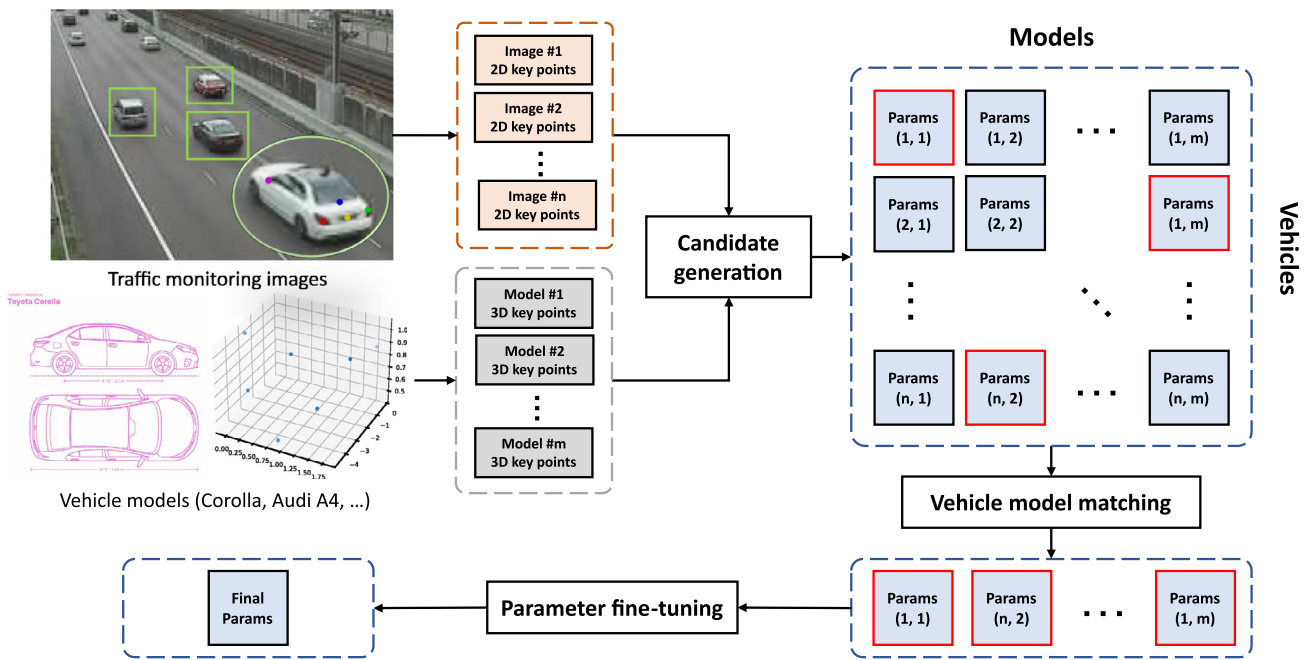 Image #1
2D key points
Image #2
2D key points
Image #n
2D key points
Traffic monitoring images
Toyota Corolla
1.0
0.9
0.8
0.7
0.6
0.5
0
−1
−2
−3
−4
0.00
0.25
0.50
0.75
1.00
1.25
1.50
1.75
Vehicle models (Corolla, Audi A4, ...)
Model #1
3D key points
Model #2
3D key points
Model #m
3D key points
Candidate
generation
Models
Vehicles
Params
(1, 1)
Params
(1, 2)
Params
(1, m)
Params
(2, 1)
Params
(2, 2)
Params
(1, m)
Params
(n, 1)
Params
(n, 2)
Params
(n, m)
Vehicle model matching
Params
(1, 1)
Params
(n, 2)
Params
(1, m)
Parameter fine-tuning
Final
Params